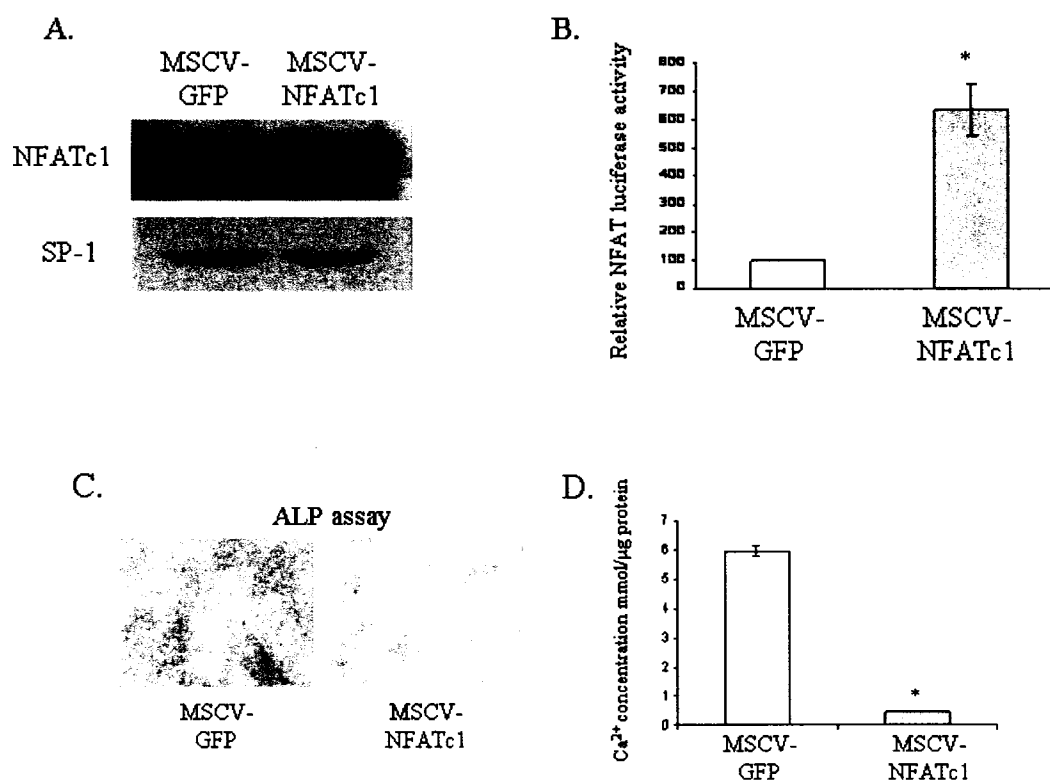 A.
MSCV-
GFP
MSCV-
NFATc1
NFATc1
SP-1
B.
Relative NFAT luciferase activity
800
700
600
500
400
300
200
100
0
*
MSCV-
GFP
MSCV-
NFATc1
C.
ALP assay
MSCV-
GFP
MSCV-
NFATc1
D.
Ca²⁺ concentration mmol/µg protein
7
6
5
4
3
2
1
0
*
MSCV-
GFP
MSCV-
NFATc1